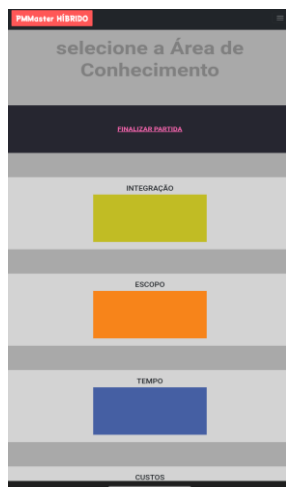 PMMaster HÍBRIDO
selecione a Área de
Conhecimento
FINALIZAR PARTIDA
INTEGRAÇÃO
ESCOPO
TEMPO
CUSTOS